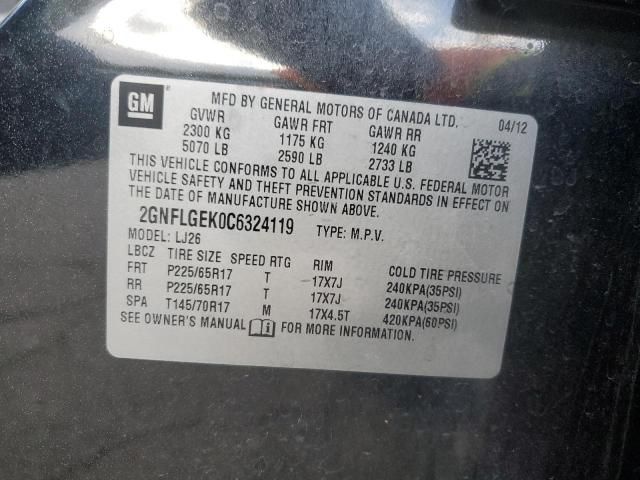 GM
MFD BY GENERAL MOTORS OF CANADA LTD. 04/12
GVWR GAWR FRT GAWR RR
2300 KG 1175 KG 1240 KG
5070 LB 2590 LB 2733 LB
THIS VEHICLE CONFORMS TO ALL APPLICABLE U.S. FEDERAL MOTOR
VEHICLE SAFETY AND THEFT PREVENTION STANDARDS IN EFFECT ON
THE DATE OF MANUFACTURE SHOWN ABOVE.
2GNFLGEK0C6324119 TYPE: M.P.V.
MODEL: LJ26
LBCZ TIRE SIZE SPEED RTG RIM COLD TIRE PRESSURE
FRT P225/65R17 T 17X7J 240KPA(35PSI)
RR P225/65R17 T 17X7J 240KPA(35PSI)
SPA T145/70R17 M 17X4.5T 420KPA(60PSI)
SEE OWNER'S MANUAL FOR MORE INFORMATION.